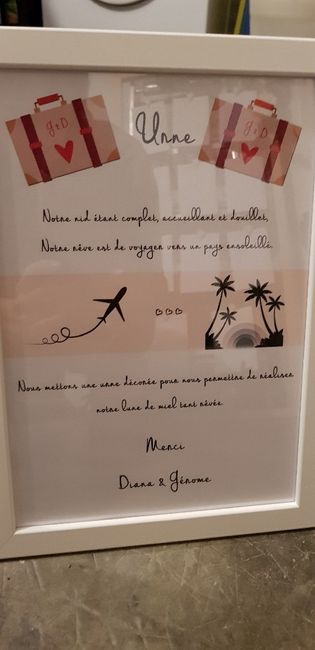 J & D
J & D
Urne
Notre nid étant complet, accueillant et douillet,
Notre rêve est de voyager vers un pays ensoleillé.
Nous mettons une urne décorée pour nous permettre de réaliser
notre lune de miel tant rêvée.
Merci
Diana & Jérome